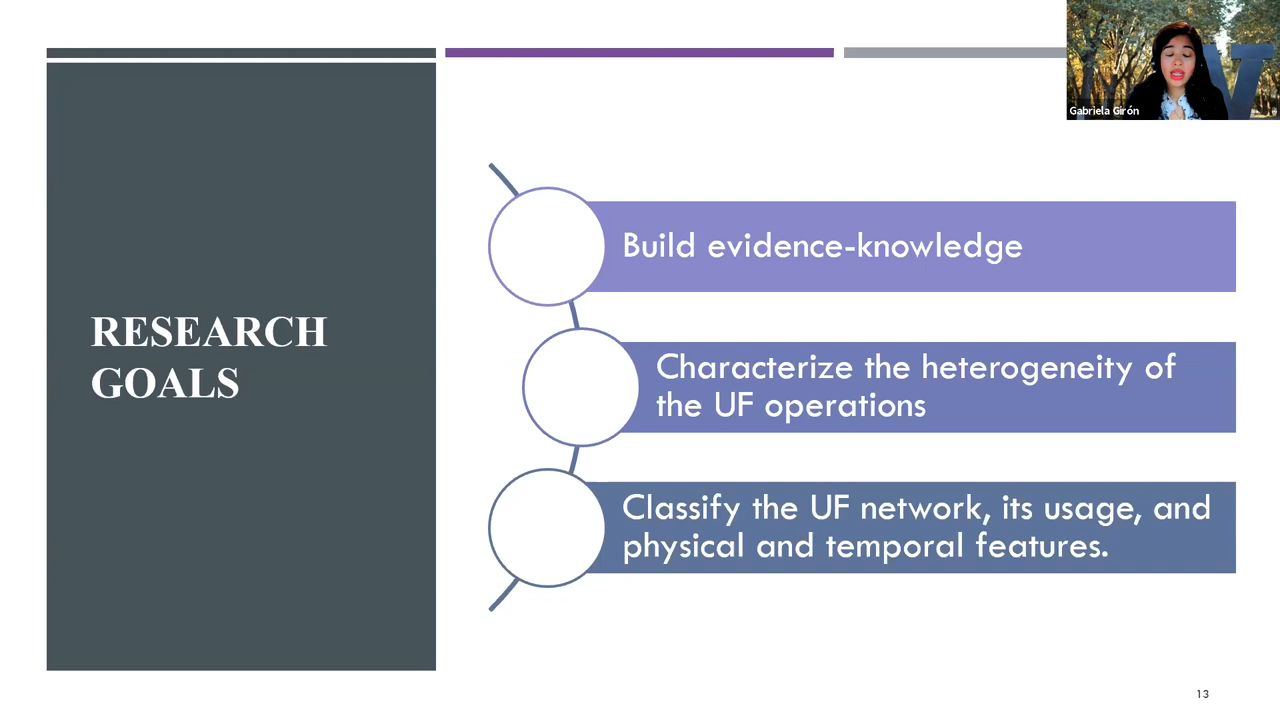 Gabriela Girón
RESEARCH
GOALS
Build evidence-knowledge
Characterize the heterogeneity of
the UF operations
Classify the UF network, its usage, and
physical and temporal features.
13